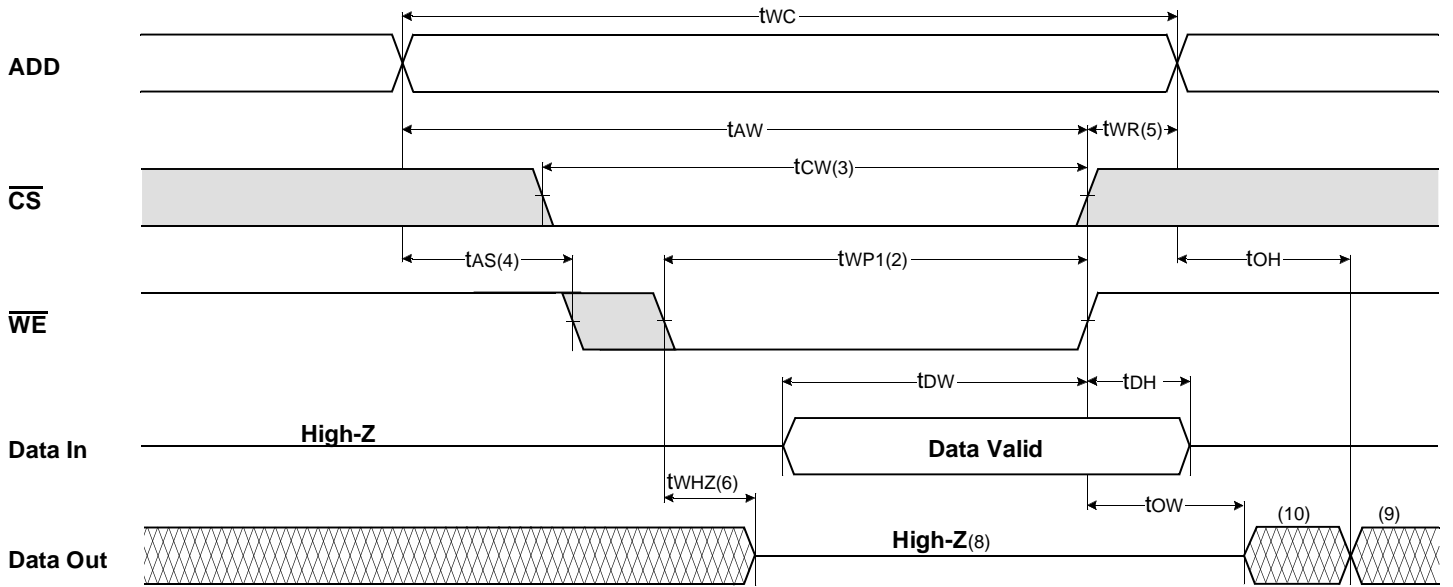 tWC
ADD
tAW
tWR(5)
tCW(3)
CS
tAS(4)
tWP1(2)
tOH
WE
tDW
tDH
High-Z
Data In
Data Valid
tWHZ(6)
tOW
(10)
(9)
High-Z(8)
Data Out